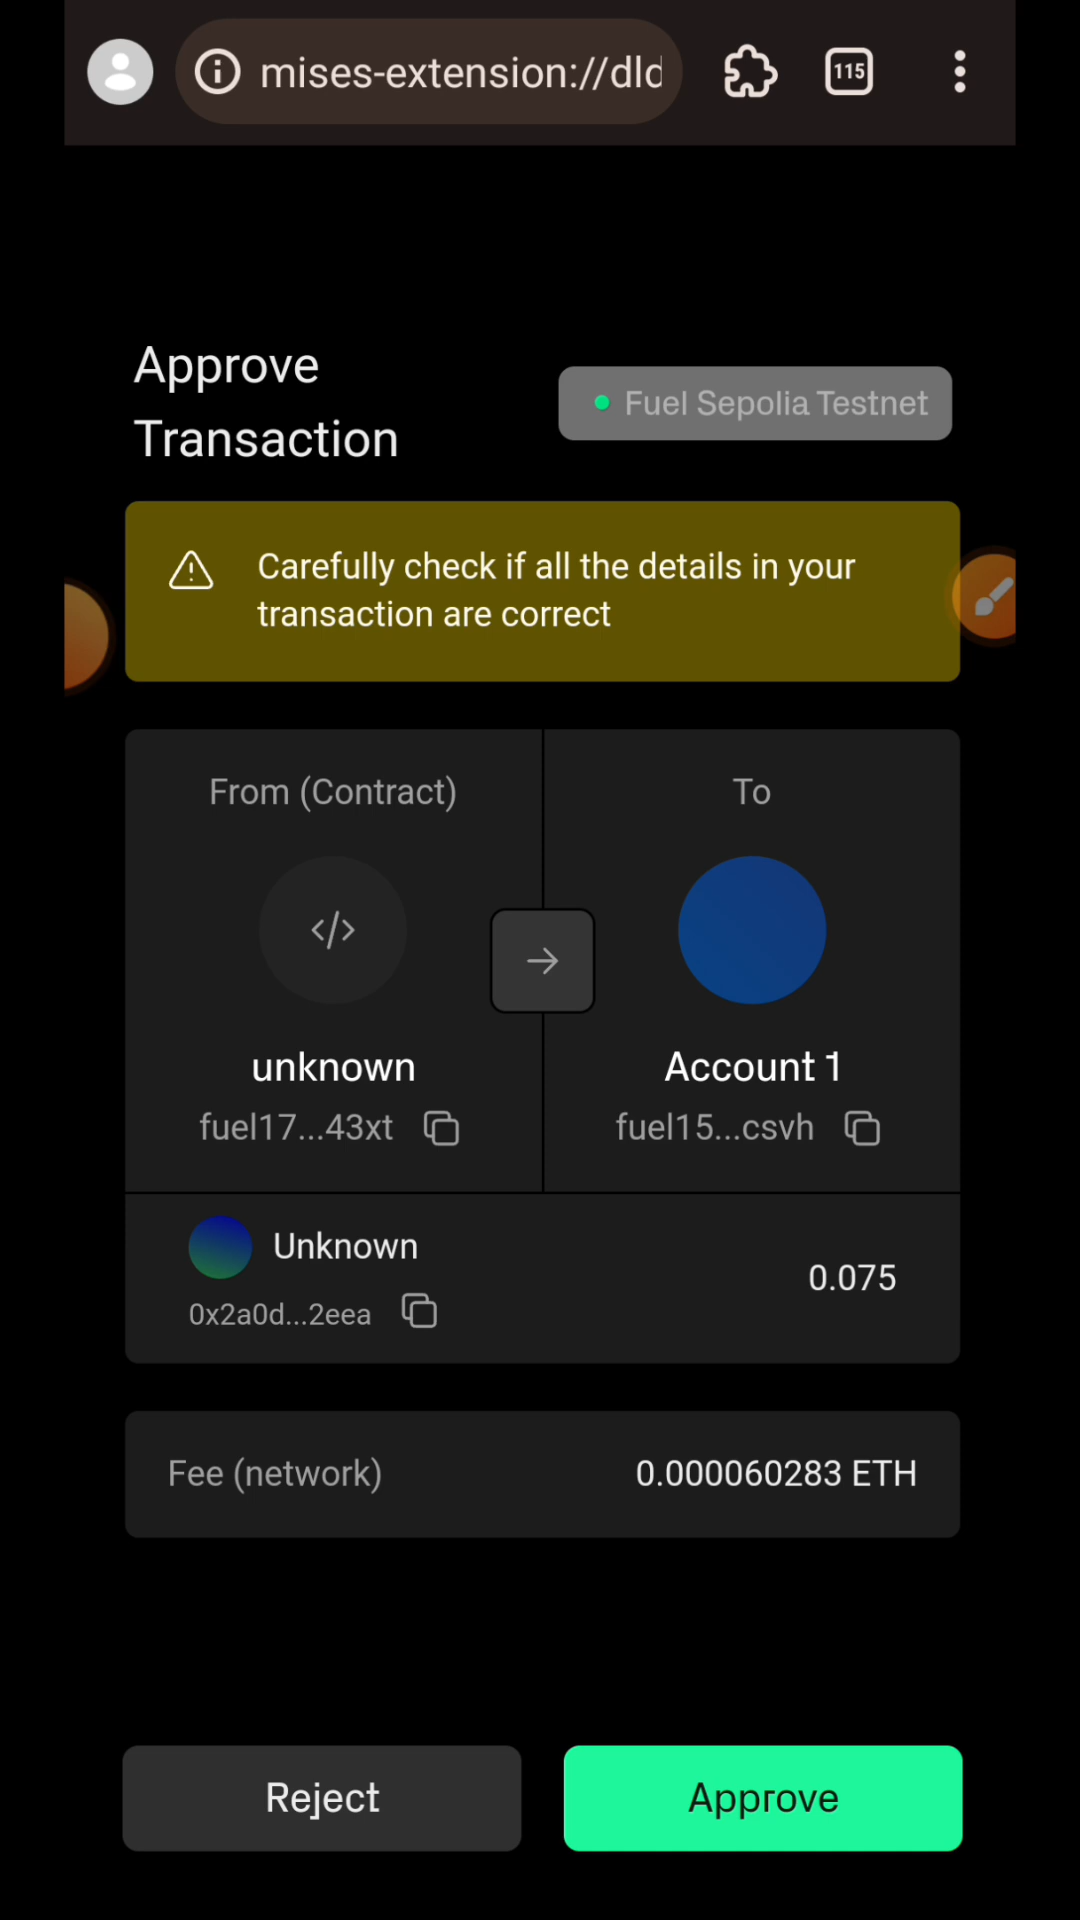 mises-extension://dld
115
Approve
Transaction
Fuel Sepolia Testnet
Carefully check if all the details in your
transaction are correct
From (Contract)
To
</>
unknown
Account 1
fuel17...43xt
fuel15...csvh
Unknown
0x2a0d...2eea
0.075
Fee (network)
0.000060283 ETH
Reject
Approve